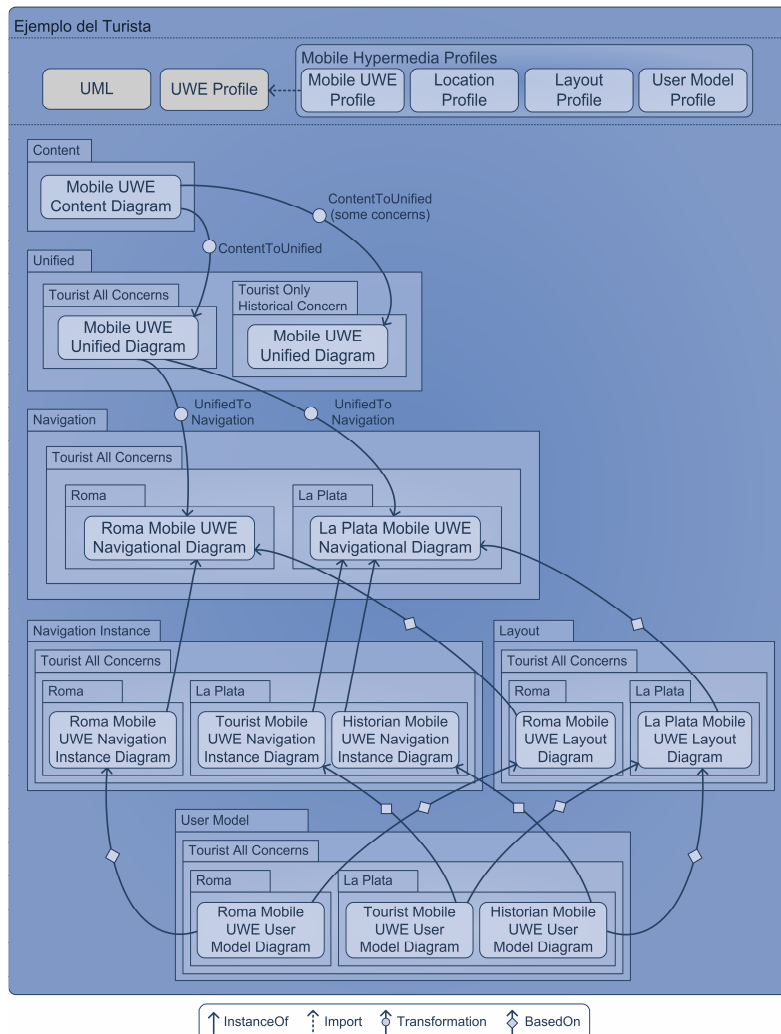 Ejemplo del Turista
Mobile Hypermedia Profiles
UML
UWE Profile
Mobile UWE
Profile
Location
Profile
Layout
Profile
User Model
Profile
Content
Mobile UWE
Content Diagram
ContentToUnified
(some concerns)
ContentToUnified
Unified
Tourist All Concerns
Mobile UWE
Unified Diagram
Tourist Only
Historical Concern
Mobile UWE
Unified Diagram
UnifiedTo
Navigation
UnifiedTo
Navigation
Navigation
Tourist All Concerns
Roma
Roma Mobile UWE
Navigational Diagram
La Plata
La Plata Mobile UWE
Navigational Diagram
Navigation Instance
Tourist All Concerns
Roma
Roma Mobile
UWE Navigation
Instance Diagram
La Plata
Tourist Mobile
UWE Navigation
Instance Diagram
Historian Mobile
UWE Navigation
Instance Diagram
Layout
Tourist All Concerns
Roma
Roma Mobile
UWE Layout
Diagram
La Plata
La Plata Mobile
UWE Layout
Diagram
User Model
Tourist All Concerns
Roma
Roma Mobile
UWE User
Model Diagram
La Plata
Tourist Mobile
UWE User
Model Diagram
Historian Mobile
UWE User
Model Diagram
InstanceOf
Import
Transformation
BasedOn